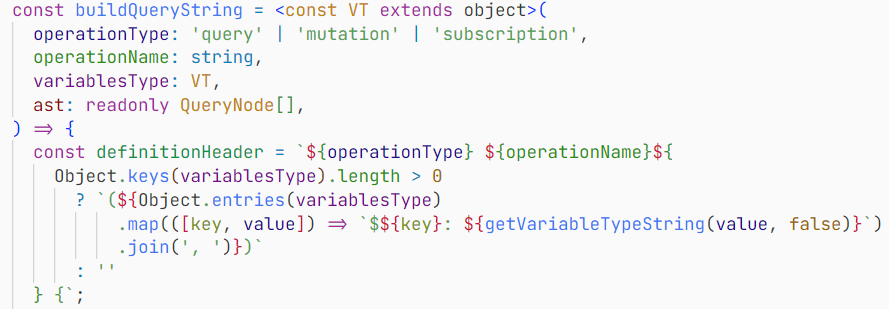 const buildQueryString = <const VT extends object>(
  operationType: 'query' | 'mutation' | 'subscription',
  operationName: string,
  variablesType: VT,
  ast: readonly QueryNode[],
) => {
  const definitionHeader = `${operationType} ${operationName}${
    Object.keys(variablesType).length > 0
      ? `(${Object.entries(variablesType)
          .map(([key, value]) => `$${key}: ${getVariableTypeString(value, false)}`)
          .join(', ')})`
      : ''
  } {`;